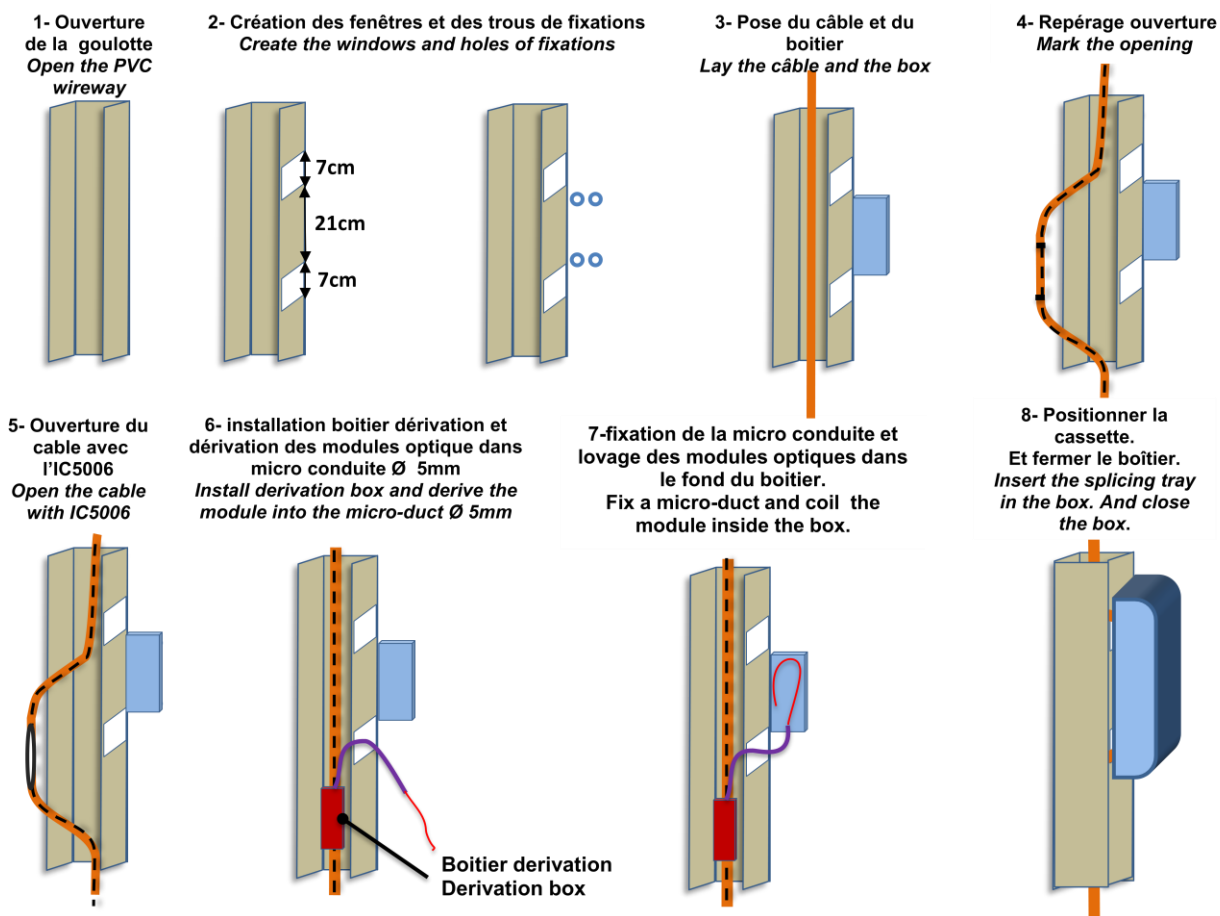 1- Ouverture
de la goulotte
Open the PVC
wireway
2- Création des fenêtres et des trous de fixations
Create the windows and holes of fixations
7cm
21cm
7cm
3- Pose du câble et du
boitier
Lay the câble and the box
4- Repérage ouverture
Mark the opening
5- Ouverture du
cable avec
l'IC5006
Open the cable
with IC5006
6- installation boitier dérivation et
dérivation des modules optique dans
micro conduite Ø 5mm
Install derivation box and derive the
module into the micro-duct Ø 5mm
Boitier derivation
Derivation box
7-fixation de la micro conduite et
lovage des modules optiques dans
le fond du boitier.
Fix a micro-duct and coil the
module inside the box.
8- Positionner la
cassette.
Et fermer le boîtier.
Insert the splicing tray
in the box. And close
the box.